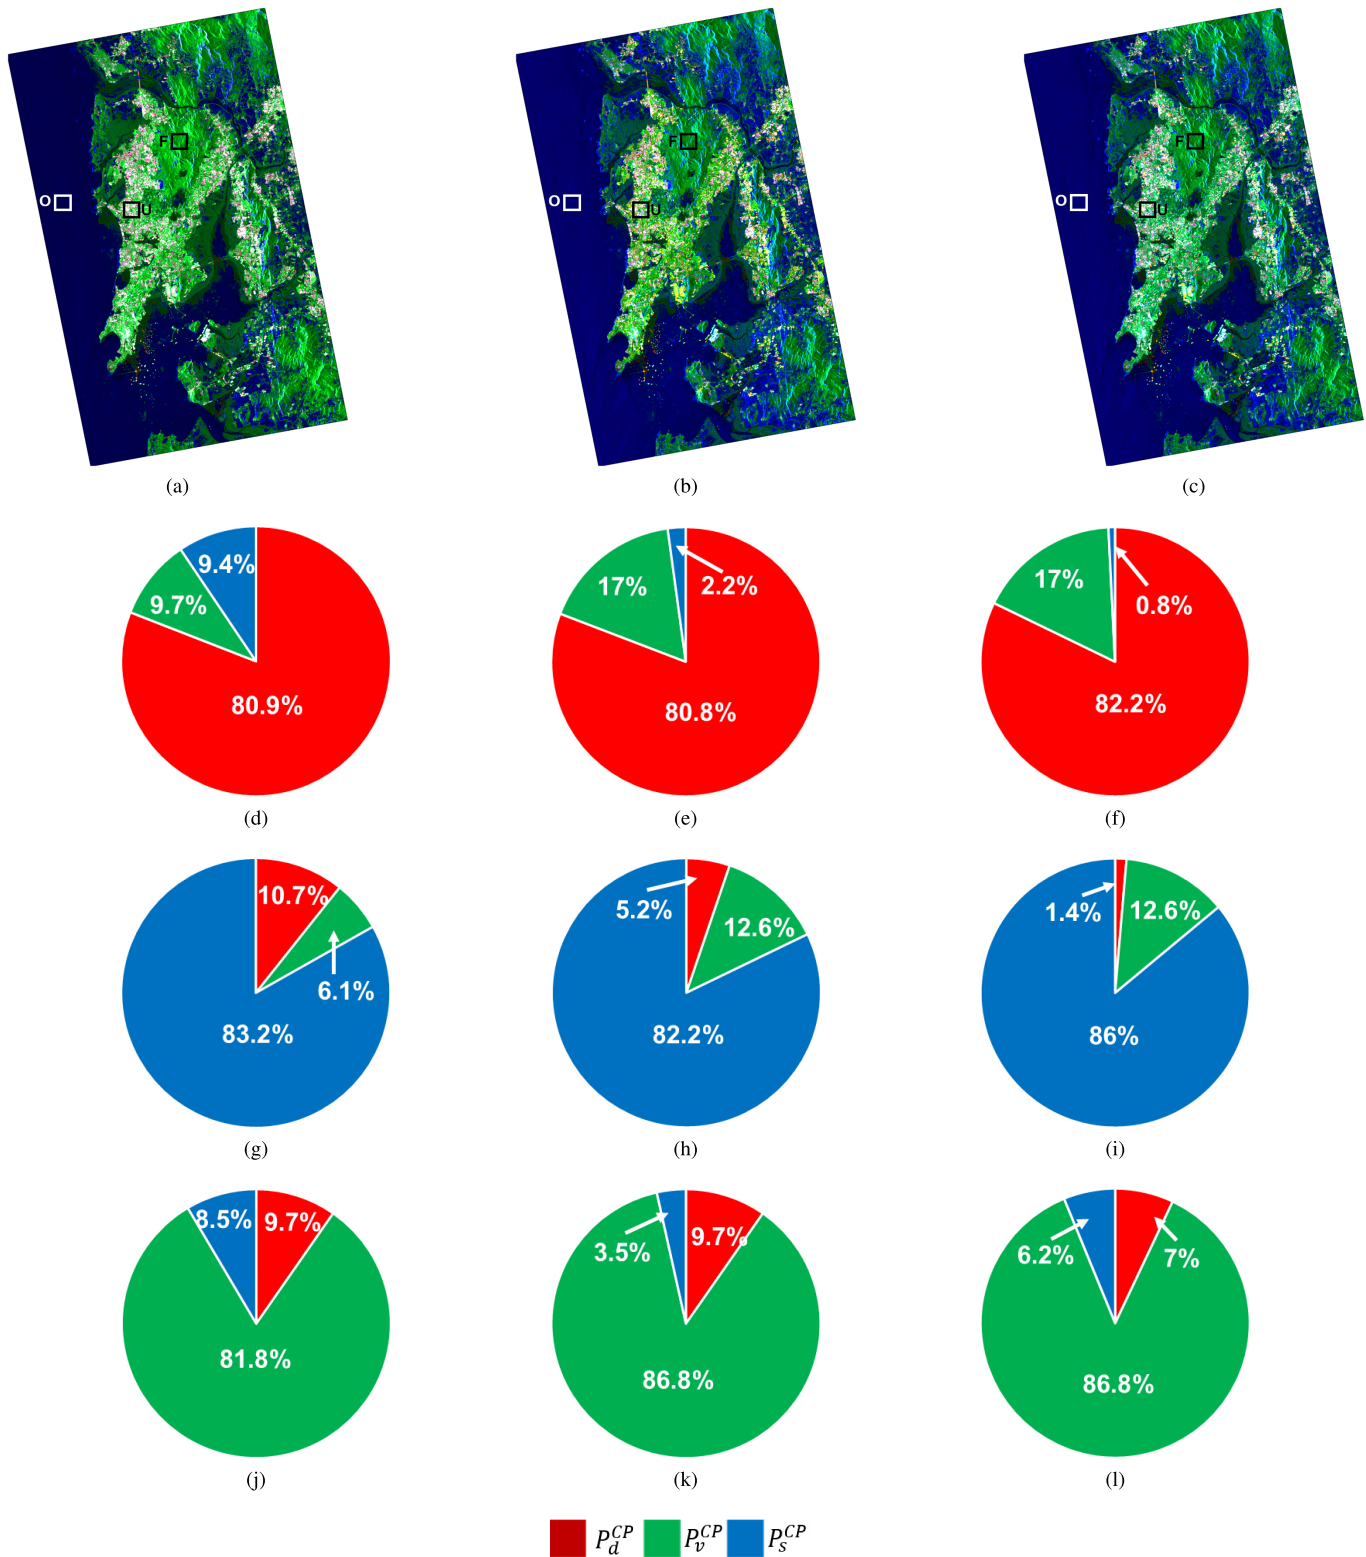 F F F
O O O
U U U
(a) (b) (c)
9.4% 9.7% 80.9%
17% 2.2% 80.8%
17% 0.8% 82.2%
(d) (e) (f)
10.7% 6.1% 83.2%
5.2% 12.6% 82.2%
1.4% 12.6% 86%
(g) (h) (i)
8.5% 9.7% 81.8%
3.5% 9.7% 86.8%
6.2% 7% 86.8%
(j) (k) (l)
P_d^{CP} P_v^{CP} P_s^{CP}